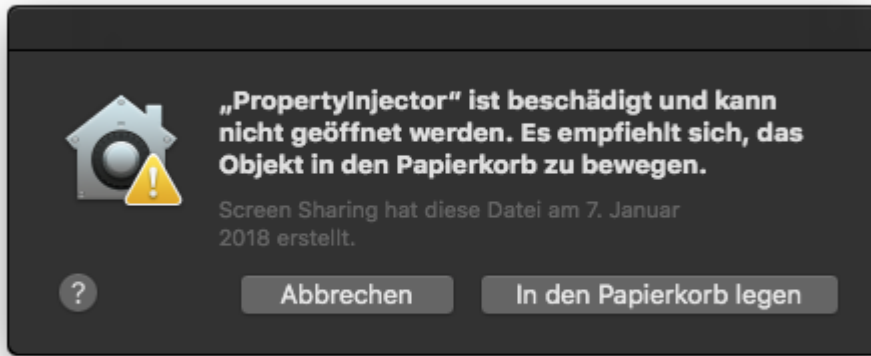 „PropertyInjector“ ist beschädigt und kann
nicht geöffnet werden. Es empfiehlt sich, das
Objekt in den Papierkorb zu bewegen.
Screen Sharing hat diese Datei am 7. Januar
2018 erstellt.
?
Abbrechen
In den Papierkorb legen